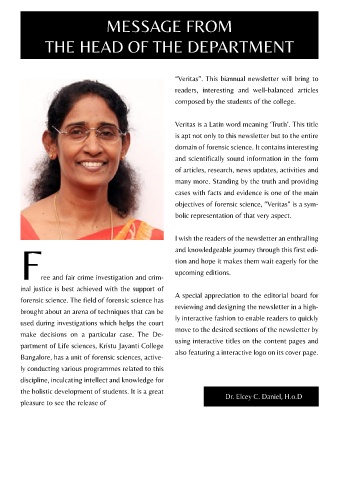 MESSAGE FROM
THE HEAD OF THE DEPARTMENT
Free and fair crime investigation and crim-
inal justice is best achieved with the support of
forensic science. The field of forensic science has
brought about an arena of techniques that can be
used during investigations which helps the court
make decisions on a particular case. The De-
partment of Life sciences, Kristu Jayanti College
Bangalore, has a unit of forensic sciences, active-
ly conducting various programmes related to this
discipline, inculcating intellect and knowledge for
the holistic development of students. It is a great
pleasure to see the release of
"Veritas". This biannual newsletter will bring to
readers, interesting and well-balanced articles
composed by the students of the college.
Veritas is a Latin word meaning 'Truth'. This title
is apt not only to this newsletter but to the entire
domain of forensic science. It contains interesting
and scientifically sound information in the form
of articles, research, news updates, activities and
many more. Standing by the truth and providing
cases with facts and evidence is one of the main
objectives of forensic science, "Veritas" is a sym-
bolic representation of that very aspect.
I wish the readers of the newsletter an enthralling
and knowledgeable journey through this first edi-
tion and hope it makes them wait eagerly for the
upcoming editions.
A special appreciation to the editorial board for
reviewing and designing the newsletter in a high-
ly interactive fashion to enable readers to quickly
move to the desired sections of the newsletter by
using interactive titles on the content pages and
also featuring a interactive logo on its cover page.
Dr. Elcey C. Daniel, H.o.D